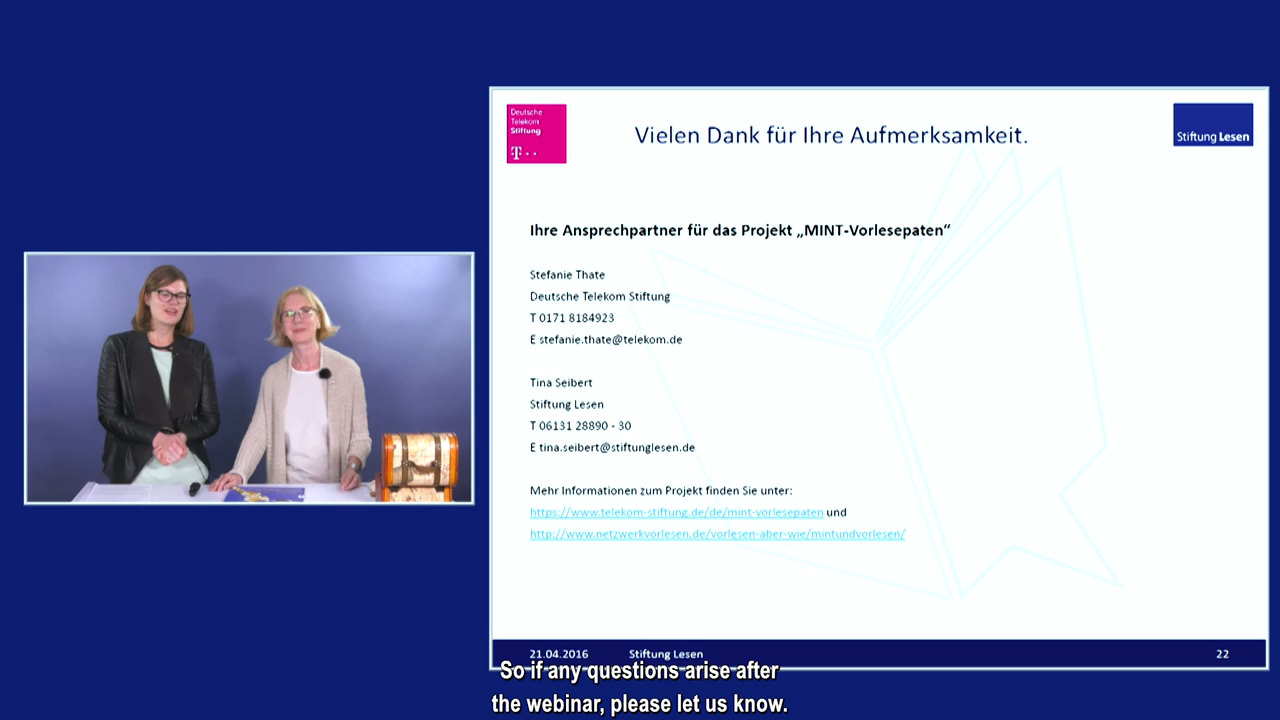 Deutsche
Telekom
Stiftung
T
Vielen Dank für Ihre Aufmerksamkeit.
Stiftung Lesen
Ihre Ansprechpartner für das Projekt „MINT-Vorlesepaten“
Stefanie Thate
Deutsche Telekom Stiftung
T 0171 8184923
E stefanie.thate@telekom.de
Tina Seibert
Stiftung Lesen
T 06131 28890 - 30
E tina.seibert@stiftunglesen.de
Mehr Informationen zum Projekt finden Sie unter:
https://www.telekom-stiftung.de/de/mint-vorlesepaten und
http://www.netzwerkvorlesen.de/vorlesen-aber-wie/mintundvorlesen/
21.04.2016 Stiftung Lesen 22
So if any questions arise after
the webinar, please let us know.